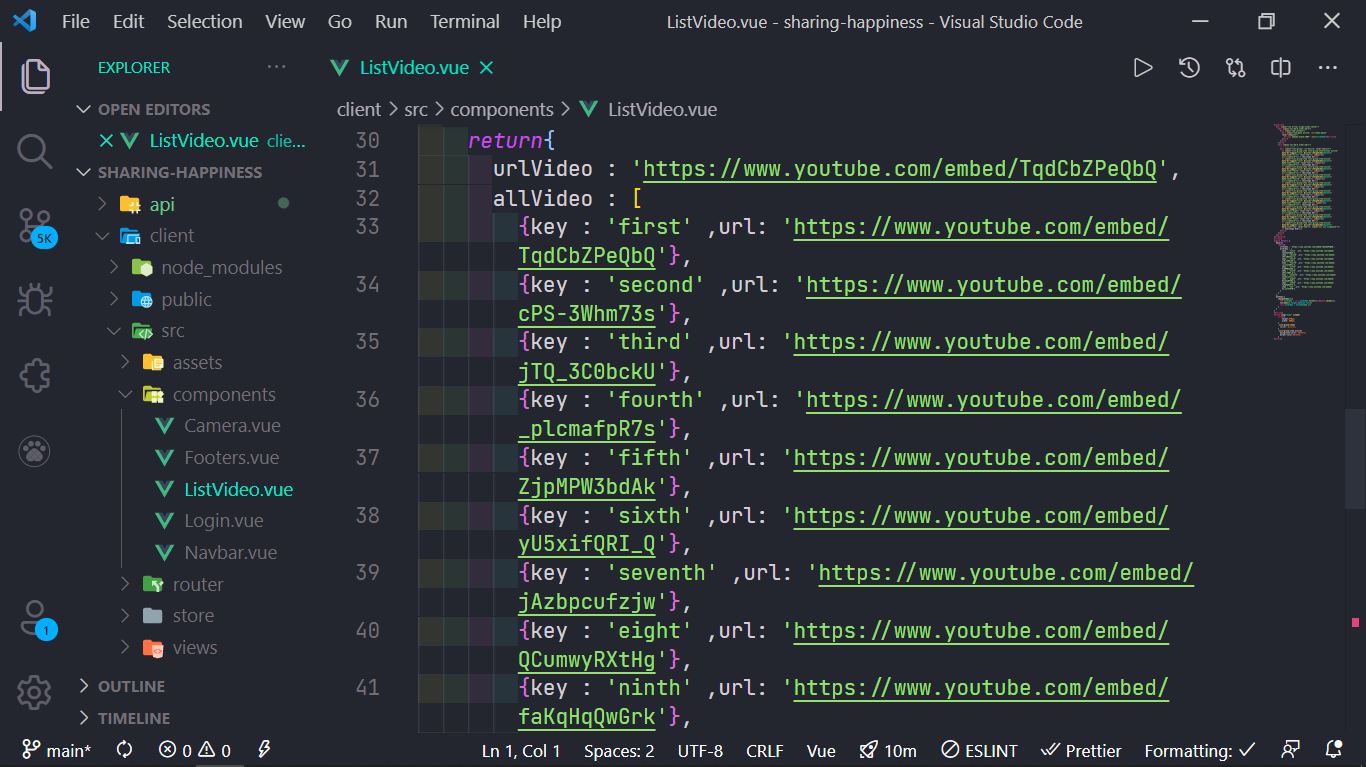 File Edit Selection View Go Run Terminal Help ListVideo.vue - sharing-happiness - Visual Studio Code
EXPLORER
ListVideo.vue
OPEN EDITORS
ListVideo.vue clie...
SHARING-HAPPINESS
api
client
node_modules
public
src
assets
components
Camera.vue
Footers.vue
ListVideo.vue
Login.vue
Navbar.vue
router
store
views
OUTLINE
TIMELINE
5K
1
client > src > components > ListVideo.vue
30 return{
31 urlVideo : 'https://www.youtube.com/embed/TqdCbZPeQbQ',
32 allVideo : [
33 {key : 'first' ,url: 'https://www.youtube.com/embed/
TqdCbZPeQbQ'},
34 {key : 'second' ,url: 'https://www.youtube.com/embed/
cPS-3Whm73s'},
35 {key : 'third' ,url: 'https://www.youtube.com/embed/
jTQ_3C0bckU'},
36 {key : 'fourth' ,url: 'https://www.youtube.com/embed/
_plcmafpR7s'},
37 {key : 'fifth' ,url: 'https://www.youtube.com/embed/
ZjpMPW3bdAk'},
38 {key : 'sixth' ,url: 'https://www.youtube.com/embed/
yU5xifQRI_Q'},
39 {key : 'seventh' ,url: 'https://www.youtube.com/embed/
jAzbpcufzjw'},
40 {key : 'eight' ,url: 'https://www.youtube.com/embed/
QCumwyRXtHg'},
41 {key : 'ninth' ,url: 'https://www.youtube.com/embed/
faKqHqQwGrk'},
main* 0 0 Ln 1, Col 1 Spaces: 2 UTF-8 CRLF Vue 10m ESLINT Prettier Formatting: